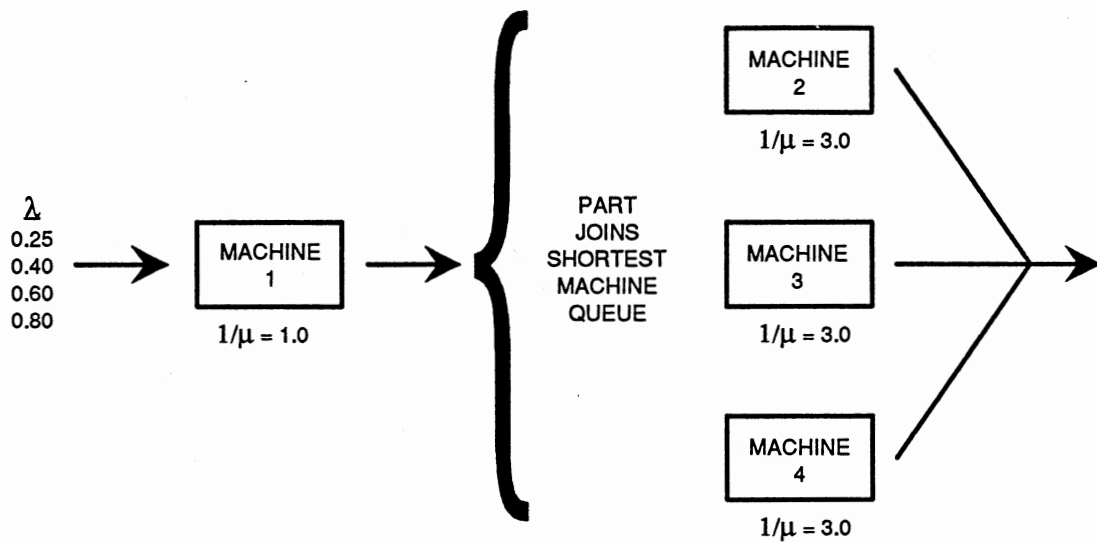 λ
0.25
0.40
0.60
0.80
MACHINE
1
1/μ = 1.0
PART
JOINS
SHORTEST
MACHINE
QUEUE
MACHINE
2
1/μ = 3.0
MACHINE
3
1/μ = 3.0
MACHINE
4
1/μ = 3.0